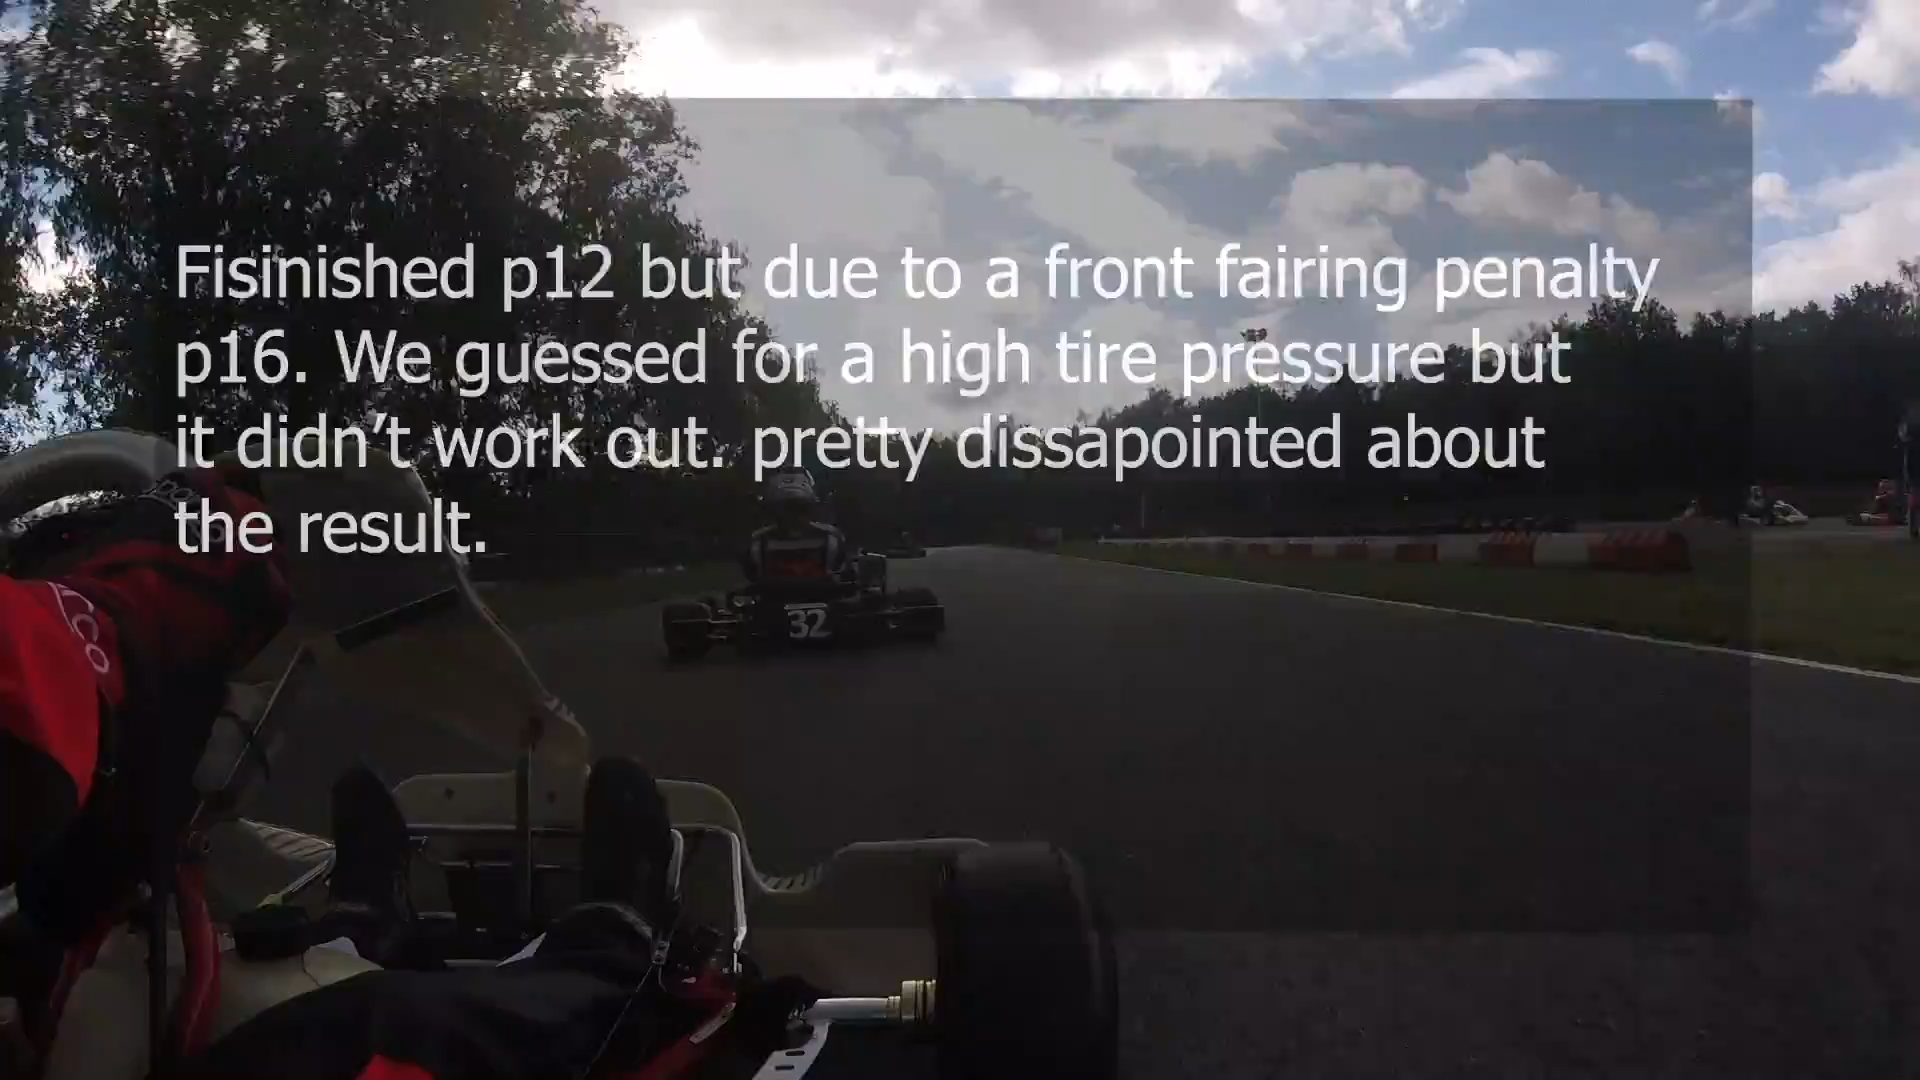 Fisinished p12 but due to a front fairing penalty
p16. We guessed for a high tire pressure but
it didn’t work out. pretty dissapointed about
the result.
32